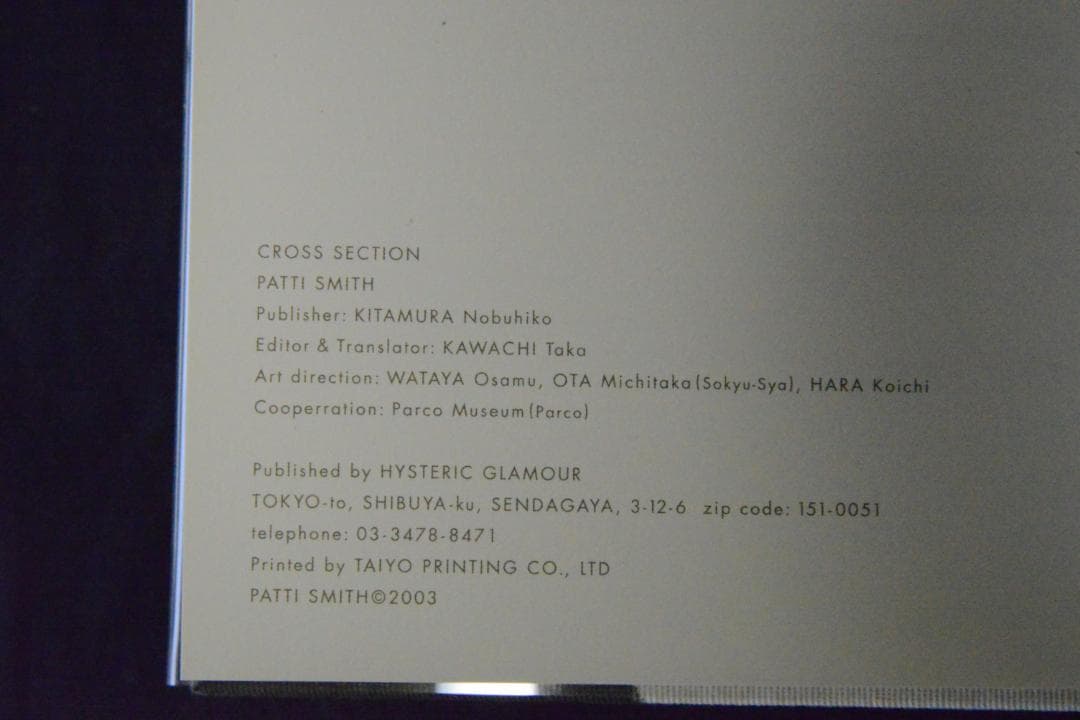 CROSS SECTION
PATTI SMITH
Publisher: KITAMURA Nobuhiko
Editor & Translator: KAWACHI Taka
Art direction: WATAYA Osamu, OTA Michitaka(Sokyu-Sya), HARA Koichi
Cooperration: Parco Museum(Parco)
Published by HYSTERIC GLAMOUR
TOKYO-to, SHIBUYA-ku, SENDAGAYA, 3-12-6 zip code: 151-0051
telephone: 03-3478-8471
Printed by TAIYO PRINTING CO., LTD
PATTI SMITH©2003